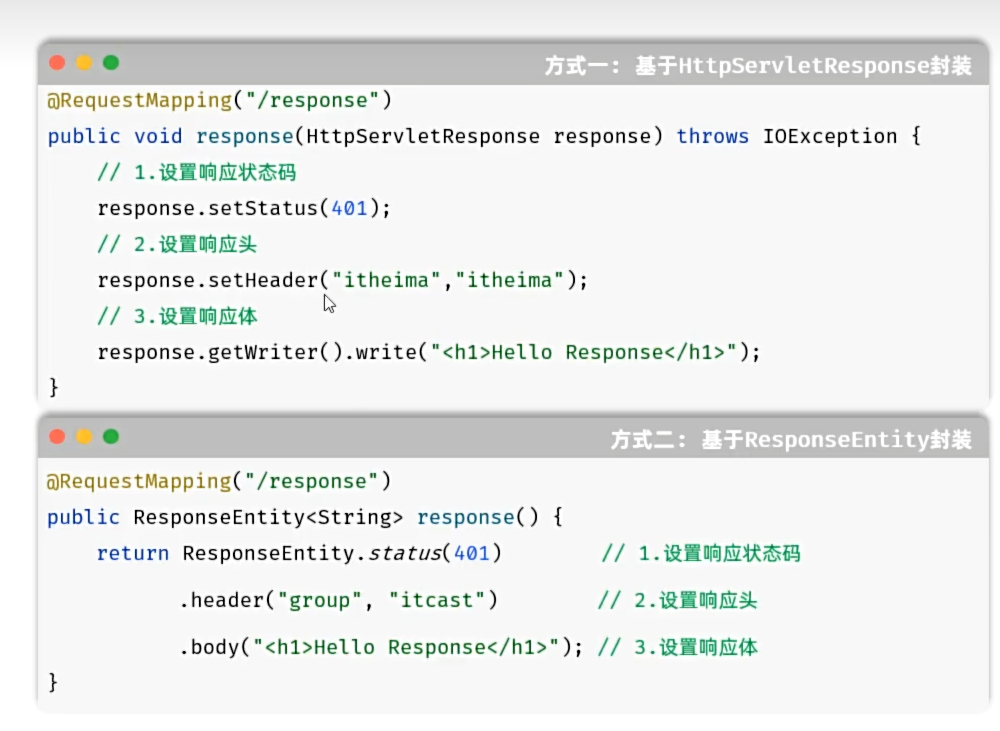 方式一: 基于HttpServletResponse封装
@RequestMapping("/response")
public void response(HttpServletResponse response) throws IOException {
    // 1.设置响应状态码
    response.setStatus(401);
    // 2.设置响应头
    response.setHeader("itheima","itheima");
    // 3.设置响应体
    response.getWriter().write("<h1>Hello Response</h1>");
}
方式二: 基于ResponseEntity封装
@RequestMapping("/response")
public ResponseEntity<String> response() {
    return ResponseEntity.status(401)        // 1.设置响应状态码
           .header("group", "itcast")        // 2.设置响应头
           .body("<h1>Hello Response</h1>"); // 3.设置响应体
}